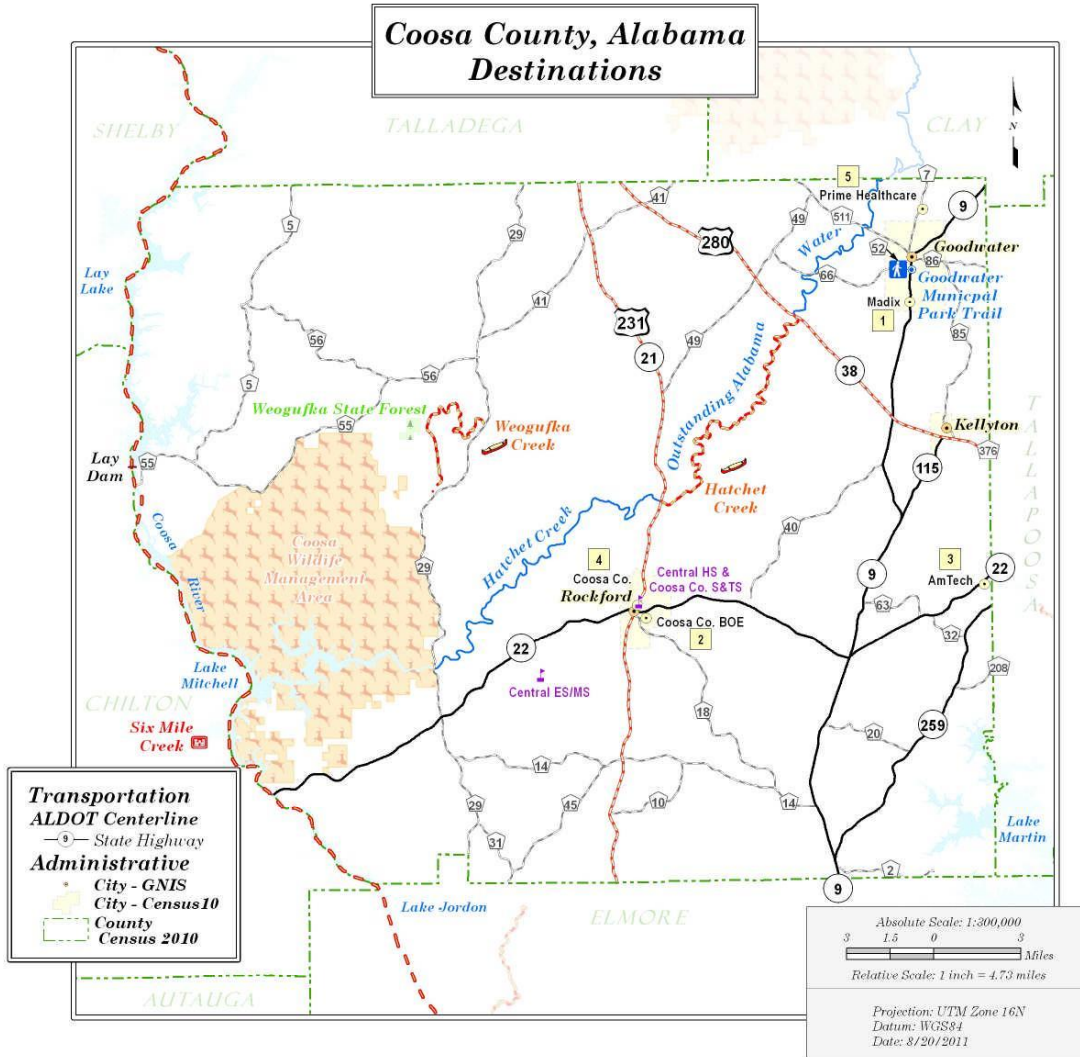 Coosa County, Alabama
Destinations
SHELBY
TALLADEGA
CLAY
N
5
Prime Healthcare
7
9
41
49
511
5
29
280
Water
52
Goodwater
86
66
Goodwater
Municpal
Park Trail
Lay
Lake
41
231
Madix
1
56
21
49
85
5
56
38
Outstanding Alabama
Weogufka State Forest
55
Weogufka
Creek
Kellyton
TALLAPOOSA
376
Lay
Dam
55
115
Hatchet
Creek
Coosa
River
40
Hatchet Creek
Coosa
Wildlife
Management
Area
29
4
Coosa Co.
Rockford
Central HS &
Coosa Co. S&TS
9
3
AmTech
22
63
Coosa Co. BOE
2
32
22
Lake
Mitchell
Central ES/MS
208
CHILTON
Six Mile
Creek
18
259
20
14
29
45
10
14
31
Lake
Martin
2
9
Transportation
ALDOT Centerline
9 State Highway
Administrative
City - GNIS
City - Census10
County
Census 2010
Lake Jordon
ELMORE
AUTAUGA
Absolute Scale: 1:300,000
3 1.5 0 3
Miles
Relative Scale: 1 inch = 4.73 miles
Projection: UTM Zone 16N
Datum: WGS84
Date: 8/20/2011